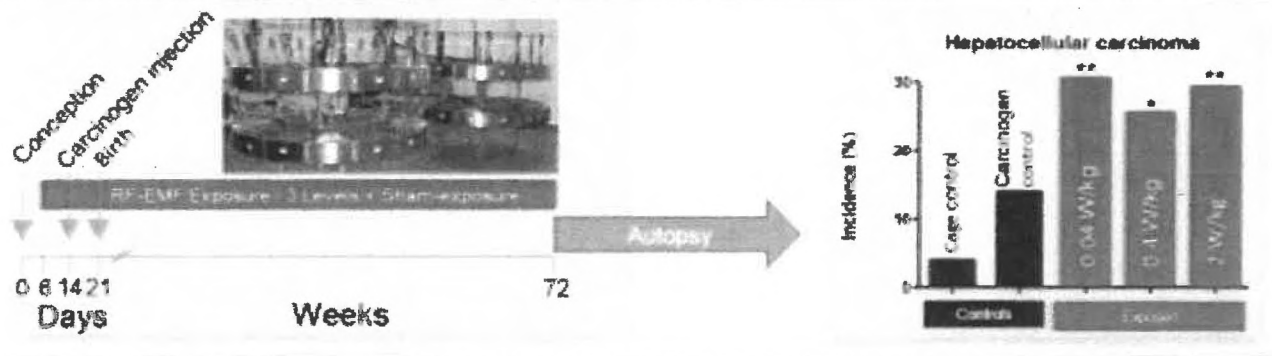 Conception
Carcinogen injection
Birth
RF-EMF Exposure 3 Levels + Sham-exposure
Autopsy
0 6 14 21
72
Days
Weeks
Hepatocellular carcinoma
Incidence (%)
30
20
10
0
Cage control
Carcinogen
control
0.04 W/kg
0.4 W/kg
2 W/kg
**
*
**
Controls
Exposed